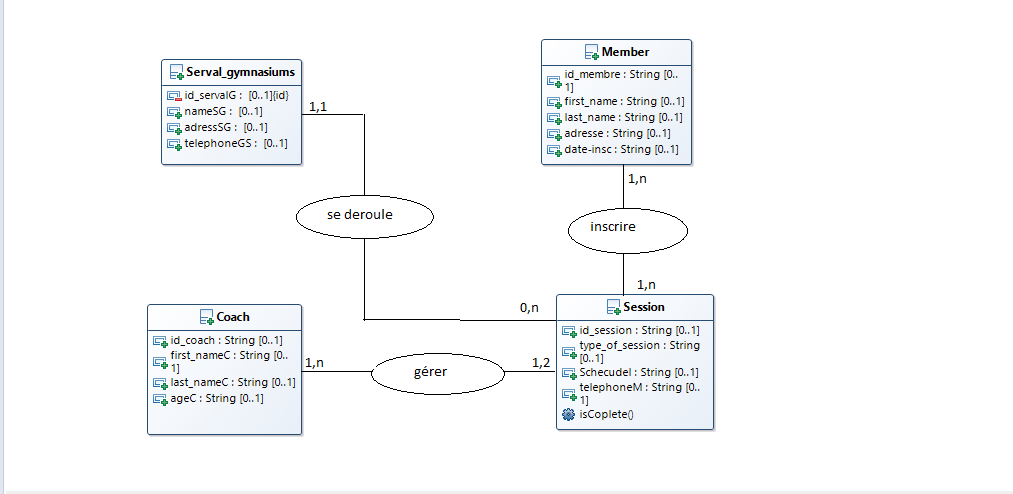 Serval_gymnasiums
id_servalG : [0..1]{id}
nameSG : [0..1]
adressSG : [0..1]
telephoneGS : [0..1]
1,1
Member
id_membre : String [0..
1]
first_name : String [0..1]
last_name : String [0..1]
adresse : String [0..1]
date-insc : String [0..1]
1,n
se deroule
inscrire
1,n
0,n
Coach
id_coach : String [0..1]
first_nameC : String [0..
1]
last_nameC : String [0..1]
ageC : String [0..1]
1,n
gérer
1,2
Session
id_session : String [0..1]
type_of_session : String
[0..1]
Schecudel : String [0..1]
telephoneM : String [0..
1]
isCoplete()